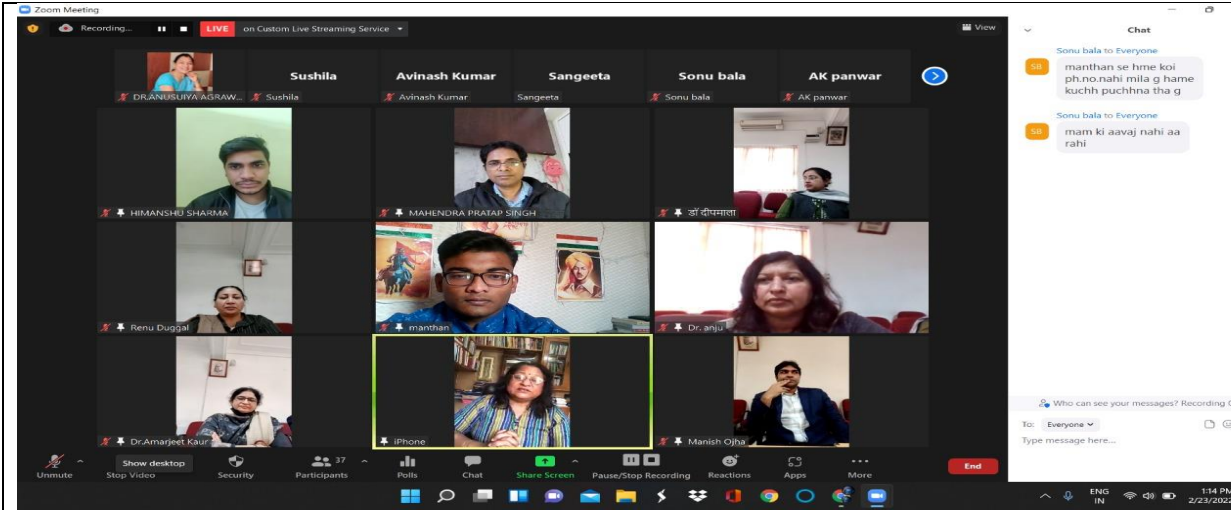 Zoom Meeting
Recording...
LIVE on Custom Live Streaming Service
View
DR.ANUSUIYA AGRAW...
Sushila
Sushila
Avinash Kumar
Avinash Kumar
Sangeeta
Sangeeta
Sonu bala
Sonu bala
AK panwar
AK panwar
HIMANSHU SHARMA
MAHENDRA PRATAP SINGH
डॉ दीपमाला
Renu Duggal
manthan
Dr. anju
Dr.Amarjeet Kaur
iPhone
Manish Ojha
Unmute
Show desktop
Stop Video
Security
37
Participants
Polls
Chat
Share Screen
Pause/Stop Recording
Reactions
Apps
More
End
Chat
Sonu bala to Everyone
SB
manthan se hme koi
ph.no.nahi mila g hame
kuchh puchhna tha g
Sonu bala to Everyone
SB
mam ki aavaj nahi aa
rahi
Who can see your messages? Recording
To: Everyone
Type message here...
ENG
IN
1:14 PM